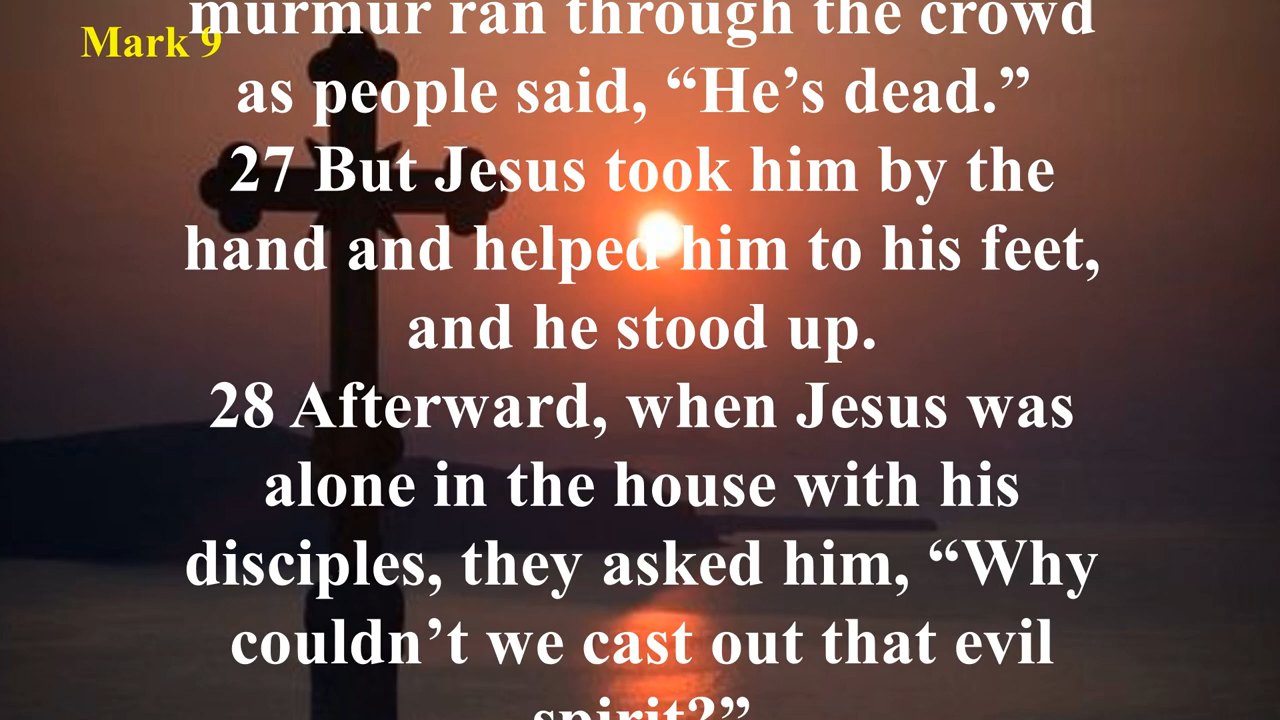 Mark 9
murmur ran through the crowd
as people said, “He’s dead.”
27 But Jesus took him by the
hand and helped him to his feet,
and he stood up.
28 Afterward, when Jesus was
alone in the house with his
disciples, they asked him, “Why
couldn’t we cast out that evil
spirit?”